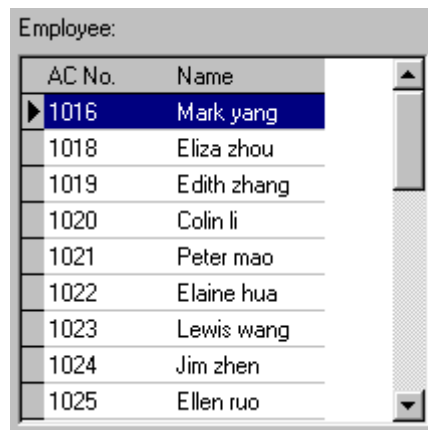 Employee:
AC No. Name
1016 Mark yang
1018 Eliza zhou
1019 Edith zhang
1020 Colin li
1021 Peter mao
1022 Elaine hua
1023 Lewis wang
1024 Jim zhen
1025 Ellen ruo